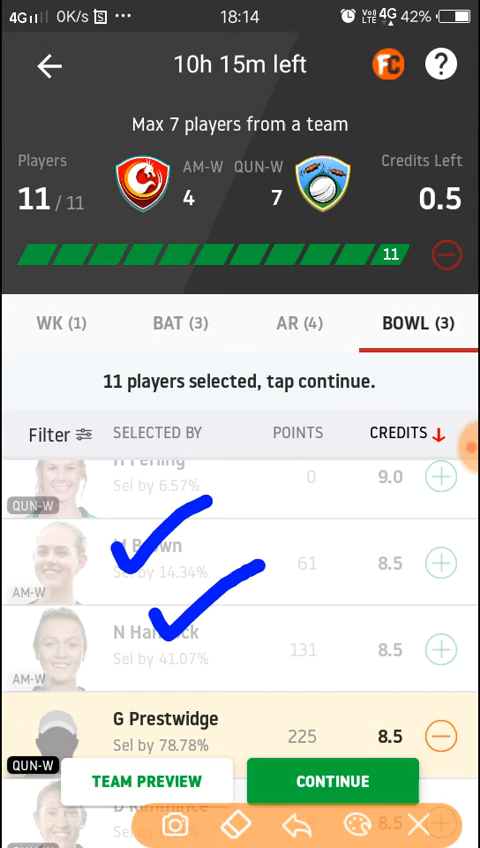 4G 0K/s 18:14 VoLTE 4G 42%
10h 15m left FC ?
Max 7 players from a team
Players AM-W QUN-W Credits Left
11 / 11 4 7 0.5
11
WK (1) BAT (3) AR (4) BOWL (3)
11 players selected, tap continue.
Filter SELECTED BY POINTS CREDITS
Ferling
Sel by 6.57% 0 9.0
QUN-W
Sel by 14.34% 61 8.5
AM-W
N
Sel by 41.07% 131 8.5
AM-W
G Prestwidge
Sel by 78.78% 225 8.5
QUN-W
TEAM PREVIEW CONTINUE
8.5